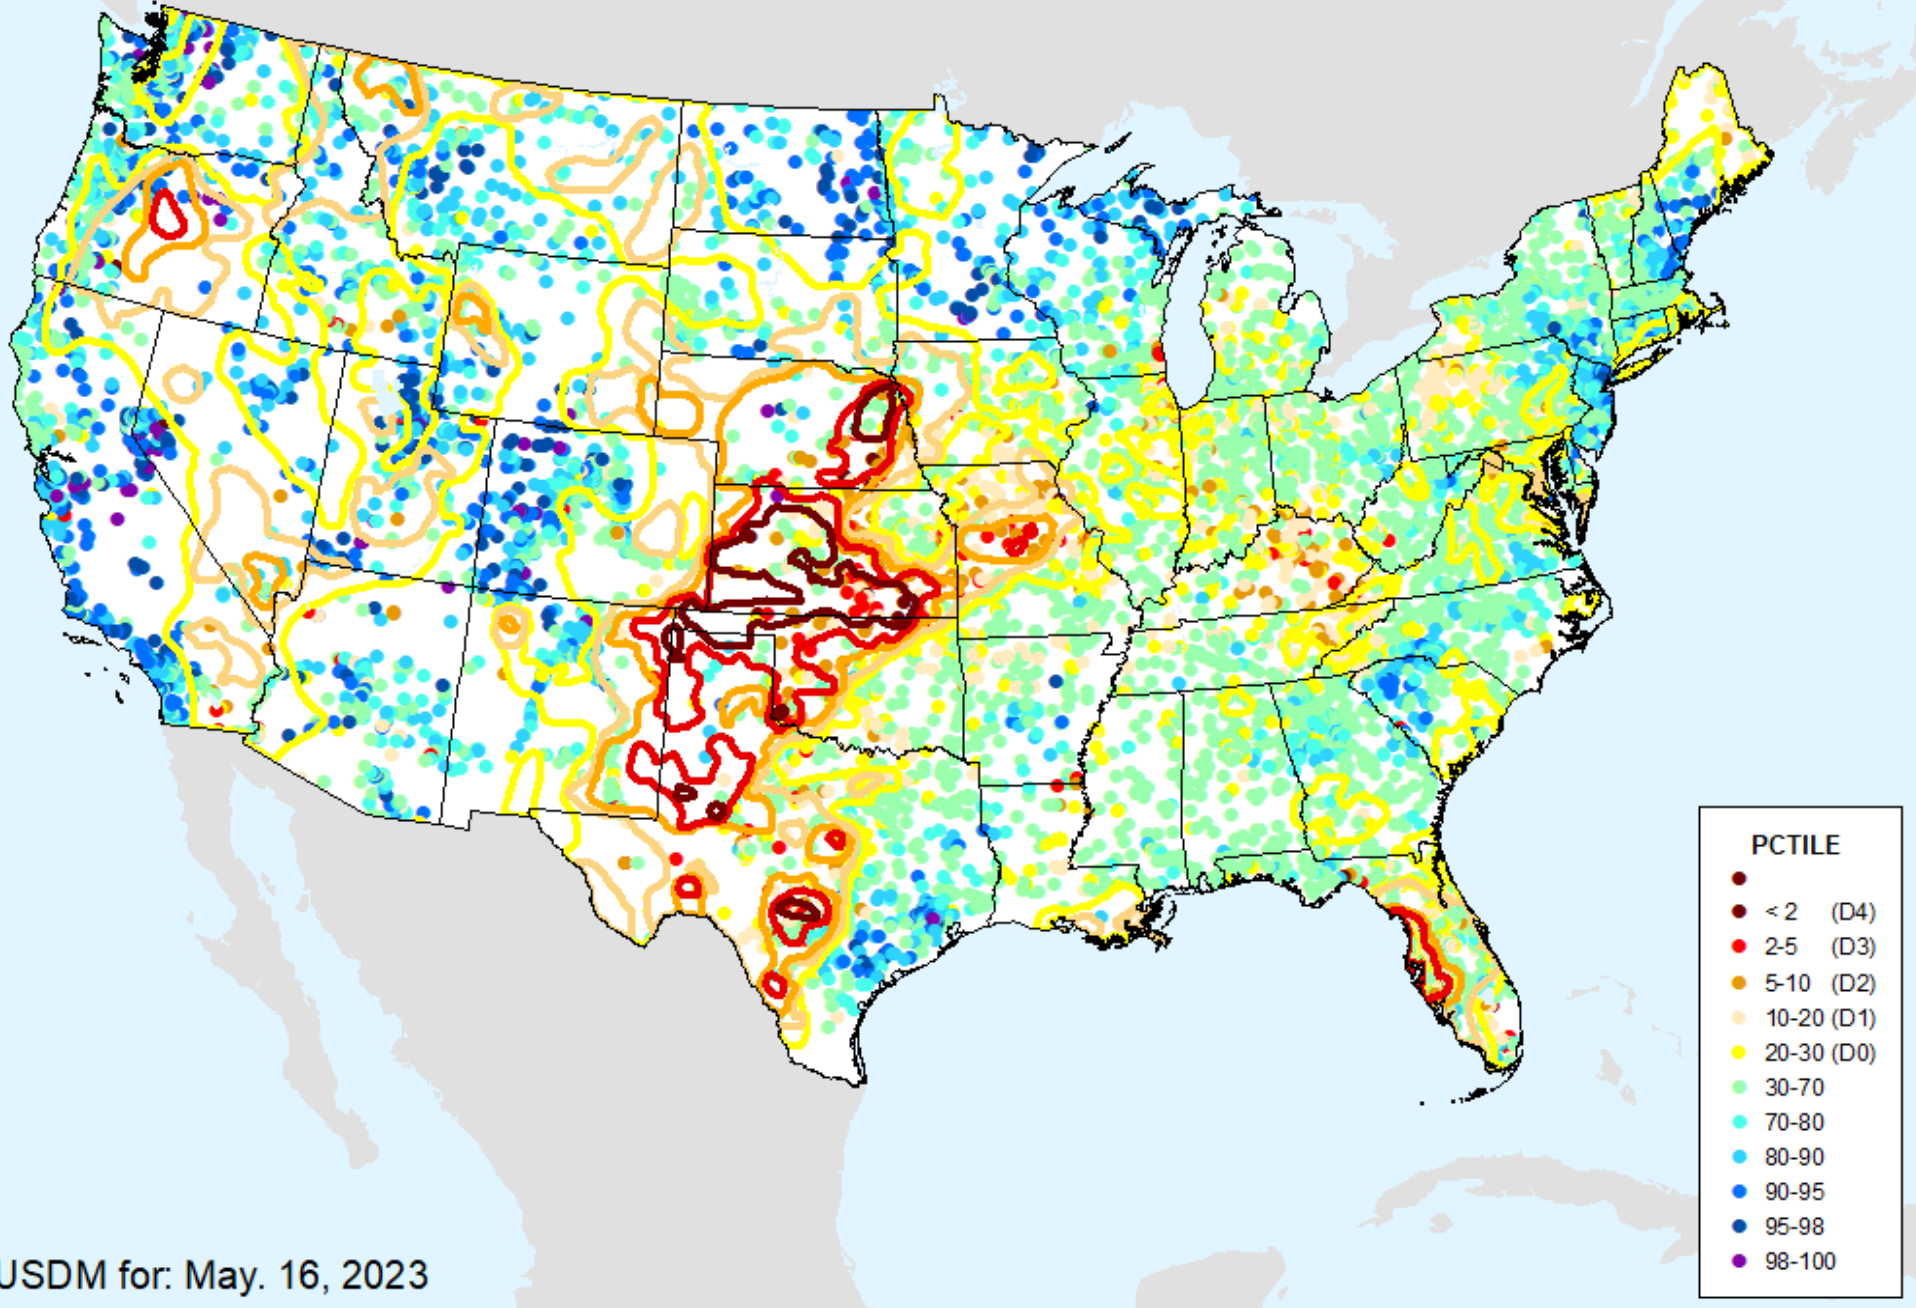 PCTILE
< 2 (D4)
2-5 (D3)
5-10 (D2)
10-20 (D1)
20-30 (D0)
30-70
70-80
80-90
90-95
95-98
98-100
USDM for: May. 16, 2023